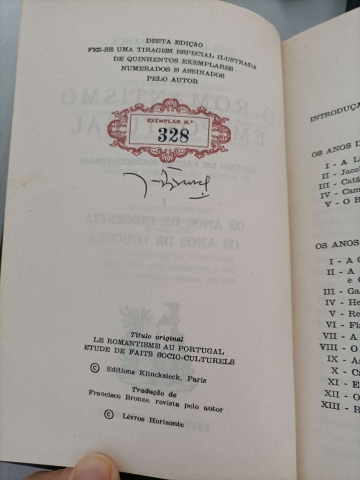 DESTA EDIÇÃO
FEZ-SE UMA TIRAGEM ESPECIAL ILUSTRADA
DE QUINHENTOS EXEMPLARES
NUMERADOS E ASSINADOS
PELO AUTOR
EXEMPLAR N.º
328
Título original
LE ROMANTISME AU PORTUGAL
ETUDE DE FAITS SOCIO-CULTURELS
© Editions Klincksieck, Paris
Tradução de
Francisco Bronze, revista pelo autor
© Livros Horizonte
INTRODUÇ
OS ANOS D
I - A L
II - Jaco
III - Catá
IV - Cam
V - O B
OS ANOS
I - A C
II - A
e C
III - Ga
IV - He
V - Re
VI - Fi
VII - A
VIII - O
IX - As
X - C
XI - E
XII - O
XIII - R